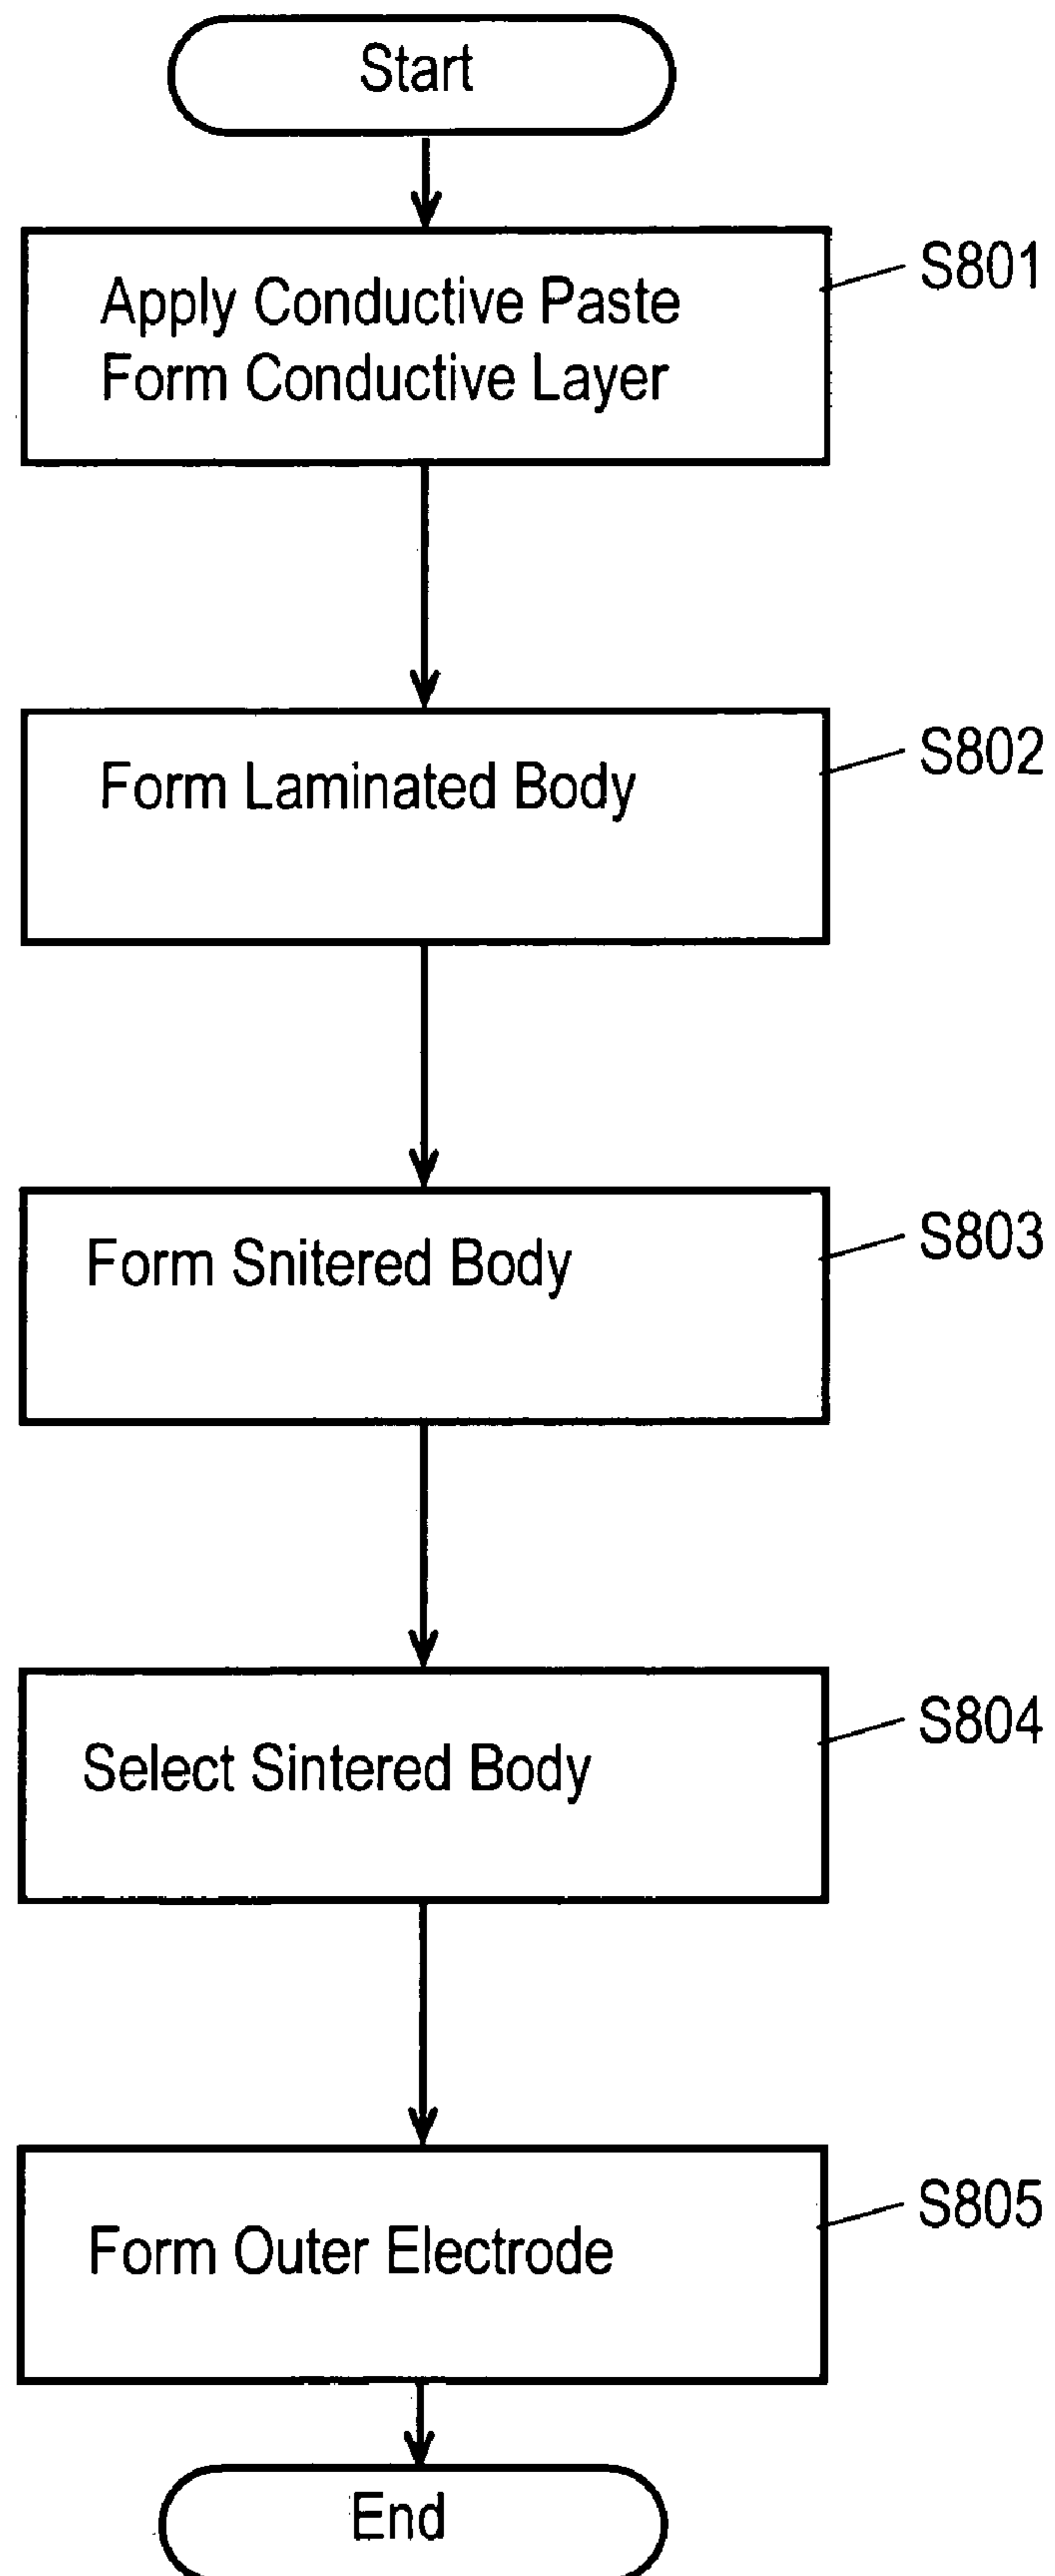 Start
Apply Conductive Paste
Form Conductive Layer
S801
Form Laminated Body
S802
Form Snitered Body
S803
Select Sintered Body
S804
Form Outer Electrode
S805
End